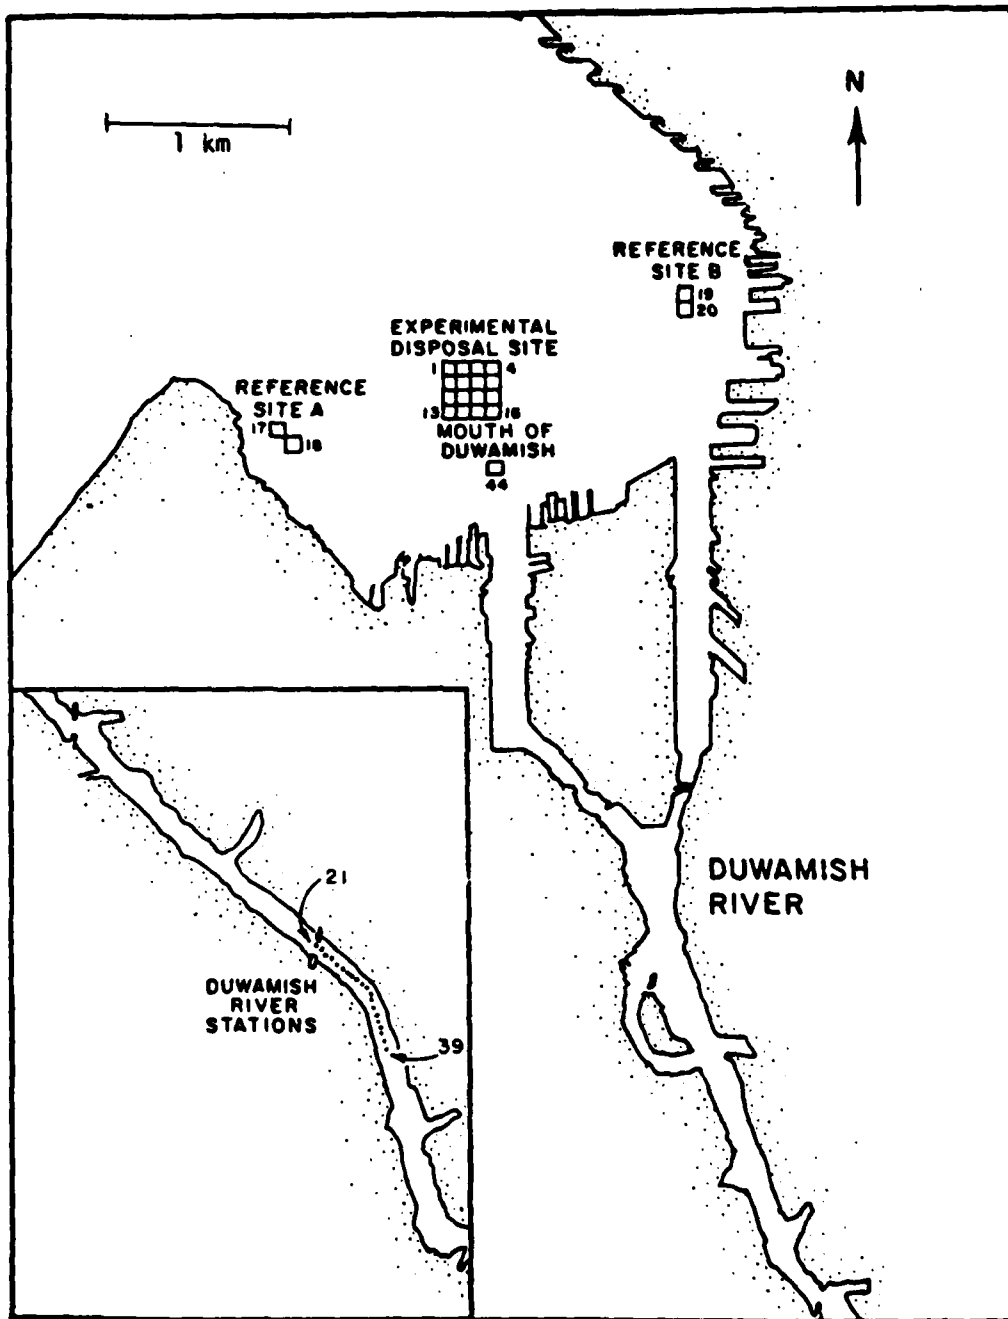 N
1 km
REFERENCE
SITE B
19
20
EXPERIMENTAL
DISPOSAL SITE
1
4
13
16
REFERENCE
SITE A
17
18
MOUTH OF
DUWAMISH
44
DUWAMISH
RIVER
21
DUWAMISH
RIVER
STATIONS
39